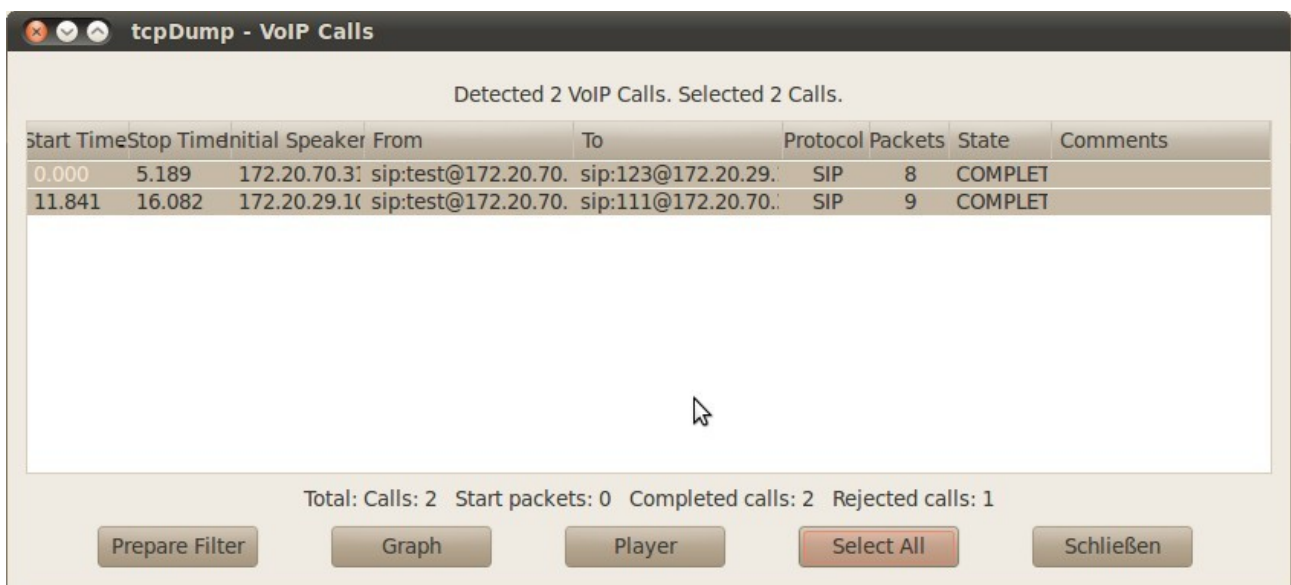 tcpDump - VoIP Calls
Detected 2 VoIP Calls. Selected 2 Calls.
Start Time Stop Time Initial Speaker From To Protocol Packets State Comments
0.000 5.189 172.20.70.31 sip:test@172.20.70. sip:123@172.20.29. SIP 8 COMPLET
11.841 16.082 172.20.29.10 sip:test@172.20.70. sip:111@172.20.70. SIP 9 COMPLET
Total: Calls: 2 Start packets: 0 Completed calls: 2 Rejected calls: 1
Prepare Filter Graph Player Select All Schließen